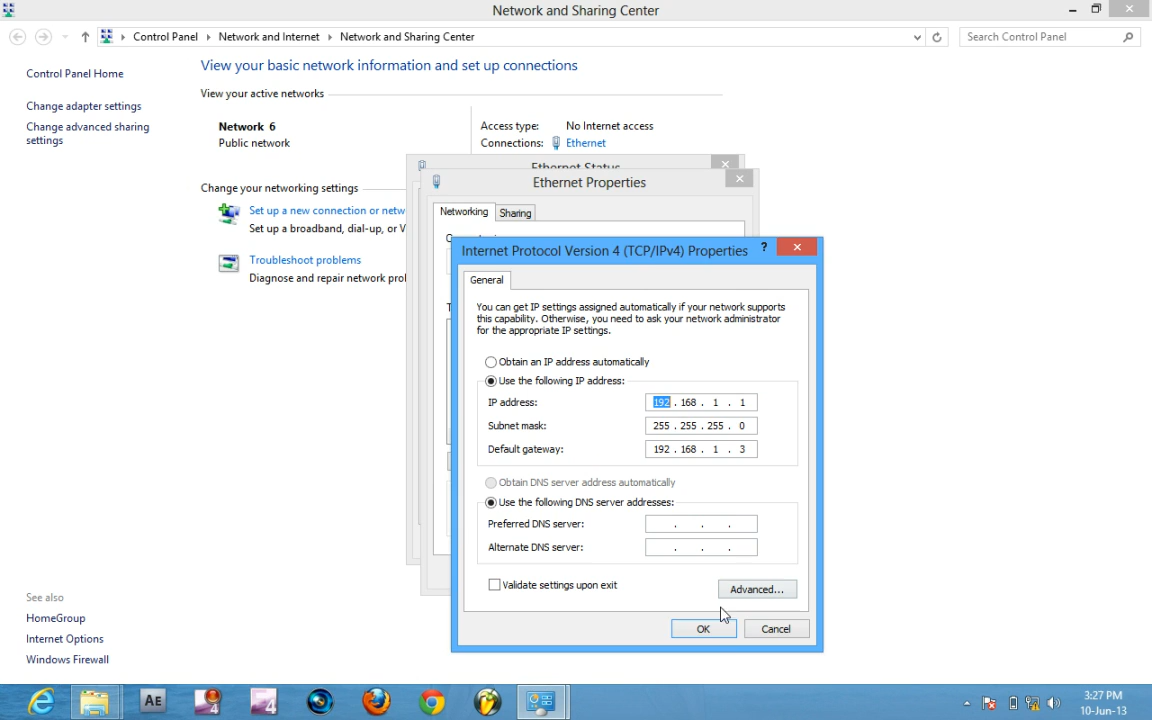 Network and Sharing Center
Control Panel
Network and Internet
Network and Sharing Center
Search Control Panel
Control Panel Home
Change adapter settings
Change advanced sharing
settings
View your basic network information and set up connections
View your active networks
Network 6
Public network
Access type: No Internet access
Connections: Ethernet
Change your networking settings
Set up a new connection or netw
Set up a broadband, dial-up, or V
Troubleshoot problems
Diagnose and repair network prol
Ethernet Status
Ethernet Properties
Networking
Sharing
Internet Protocol Version 4 (TCP/IPv4) Properties
?
General
You can get IP settings assigned automatically if your network supports
this capability. Otherwise, you need to ask your network administrator
for the appropriate IP settings.
Obtain an IP address automatically
Use the following IP address:
IP address: 192 . 168 . 1 . 1
Subnet mask: 255 . 255 . 255 . 0
Default gateway: 192 . 168 . 1 . 3
Obtain DNS server address automatically
Use the following DNS server addresses:
Preferred DNS server: . . .
Alternate DNS server: . . .
Validate settings upon exit
Advanced...
OK
Cancel
See also
HomeGroup
Internet Options
Windows Firewall
AE
4
4
3:27 PM
10-Jun-13